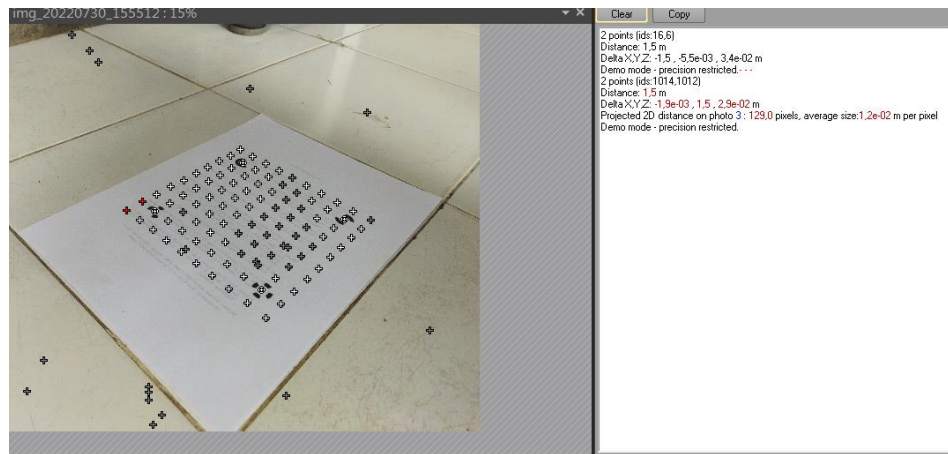 img_20220730_155512 : 15%
Clear Copy
2 points (ids:16,6)
Distance: 1,5 m
Delta X,Y,Z: -1,5 , -5,5e-03 , 3,4e-02 m
Demo mode - precision restricted.- - -
2 points (ids:1014,1012)
Distance: 1,5 m
Delta X,Y,Z: -1,9e-03 , 1,5 , 2,9e-02 m
Projected 2D distance on photo 3 : 129,0 pixels, average size:1,2e-02 m per pixel
Demo mode - precision restricted.